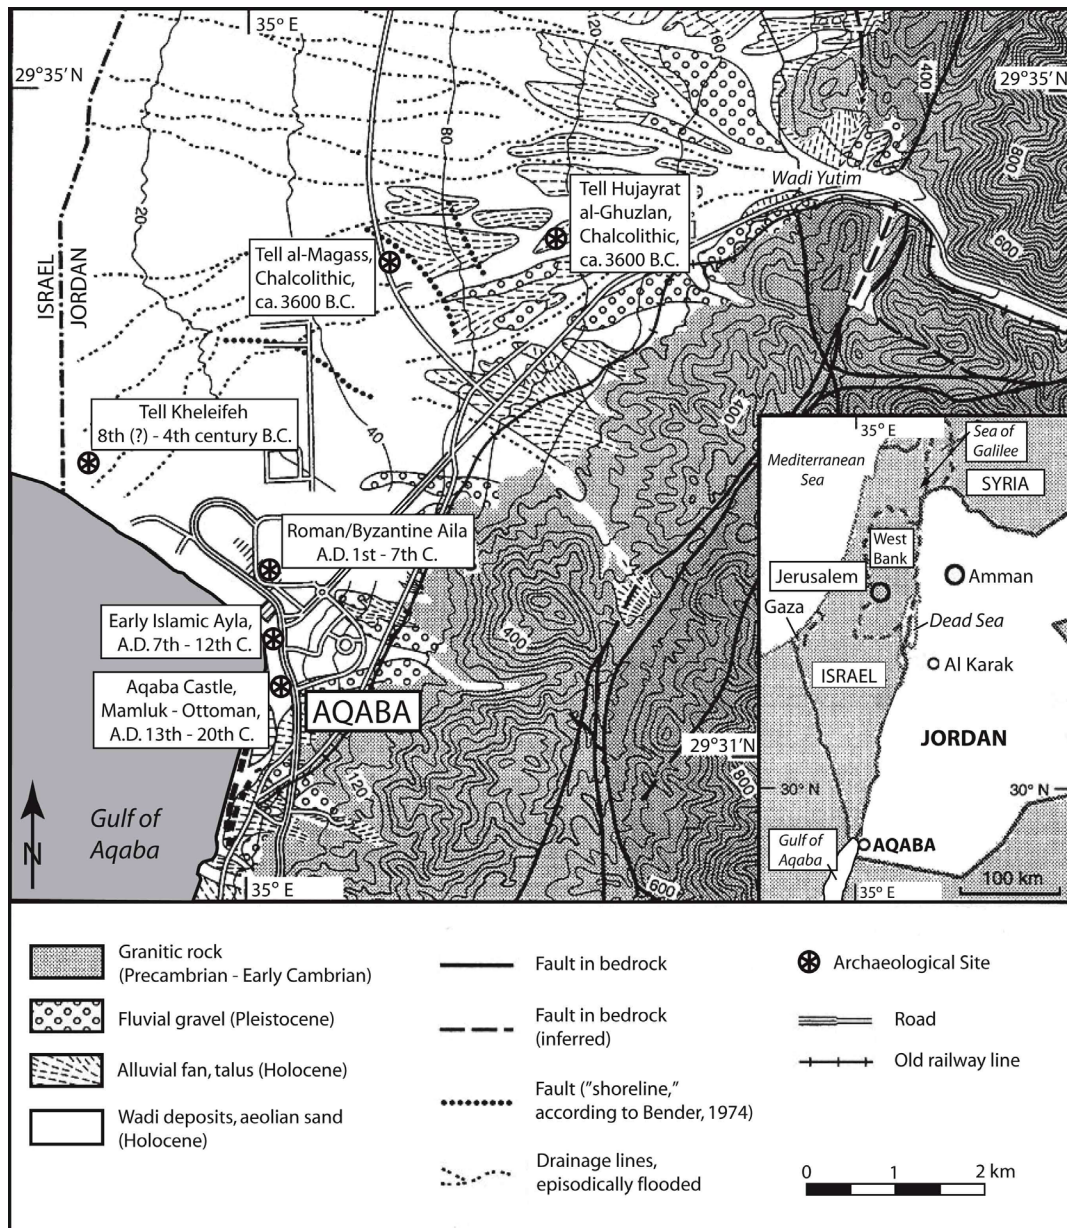 35° E
29°35' N
29°35' N
120
60
400
800
80
20
Wadi Yutim
Tell Hujayrat
al-Ghuzlan,
Chalcolithic,
ca. 3600 B.C.
600
Tell al-Magass,
Chalcolithic,
ca. 3600 B.C.
ISRAEL
JORDAN
Tell Kheleifeh
8th (?) - 4th century B.C.
40
400
Roman/Byzantine Aila
A.D. 1st - 7th C.
Early Islamic Ayla,
A.D. 7th - 12th C.
400
Aqaba Castle,
Mamluk - Ottoman,
A.D. 13th - 20th C.
AQABA
29°31'N
120
800
Gulf of
Aqaba
N
35° E
600
35° E
Mediterranean
Sea
Sea of
Galilee
SYRIA
West
Bank
Jerusalem
Amman
Gaza
Dead Sea
Al Karak
ISRAEL
JORDAN
30° N
30° N
Gulf of
Aqaba
AQABA
35° E
100 km
Granitic rock
(Precambrian - Early Cambrian)
Fluvial gravel (Pleistocene)
Alluvial fan, talus (Holocene)
Wadi deposits, aeolian sand
(Holocene)
Fault in bedrock
Fault in bedrock
(inferred)
Fault ("shoreline,"
according to Bender, 1974)
Drainage lines,
episodically flooded
Archaeological Site
Road
Old railway line
0 1 2 km